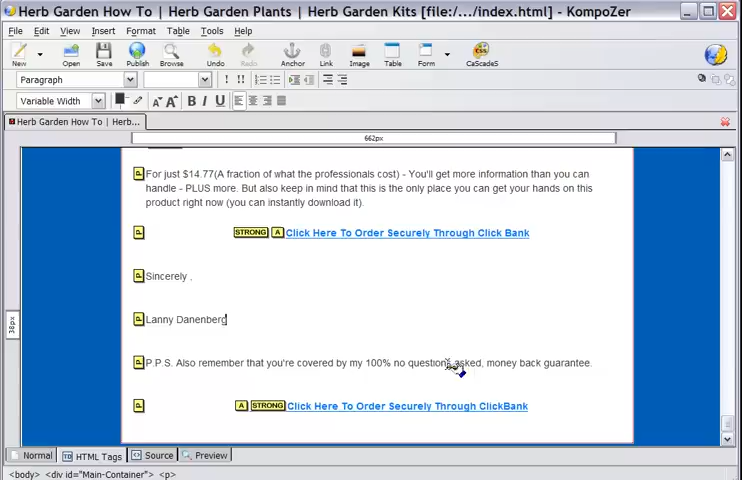 Herb Garden How To | Herb Garden Plants | Herb Garden Kits [file:/.../index.html] - KompoZer
File Edit View Insert Format Table Tools Help
New Open Save Publish Browse Undo Redo Anchor Link Image Table Form CaScadeS
Paragraph
Variable Width
Herb Garden How To | Herb...
662px
For just $14.77(A fraction of what the professionals cost) - You'll get more information than you can
handle - PLUS more. But also keep in mind that this is the only place you can get your hands on this
product right now (you can instantly download it).
STRONG A Click Here To Order Securely Through Click Bank
Sincerely ,
38px
Lanny Danenberg
P.P.S. Also remember that you're covered by my 100% no questions asked, money back guarantee.
A STRONG Click Here To Order Securely Through ClickBank
Normal HTML Tags Source Preview
<body> <div id="Main-Container"> <p>